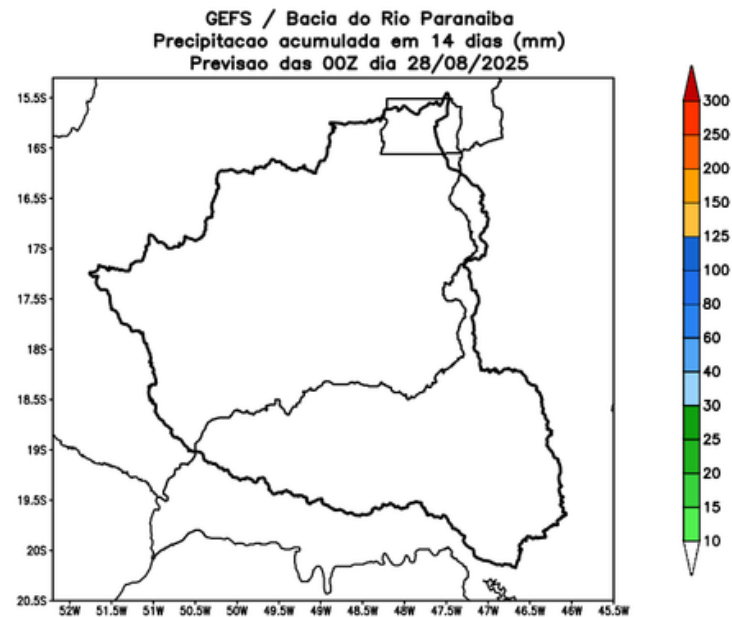 GEFS / Bacia do Rio Paranaiba
Precipitacao acumulada em 14 dias (mm)
Previsao das 00Z dia 28/08/2025
15.5S
16S
16.5S
17S
17.5S
18S
18.5S
19S
19.5S
20S
20.5S
52W 51.5W 51W 50.5W 50W 49.5W 49W 48.5W 48W 47.5W 47W 46.5W 46W 45.5W
300
250
200
150
125
100
80
60
40
30
25
20
15
10